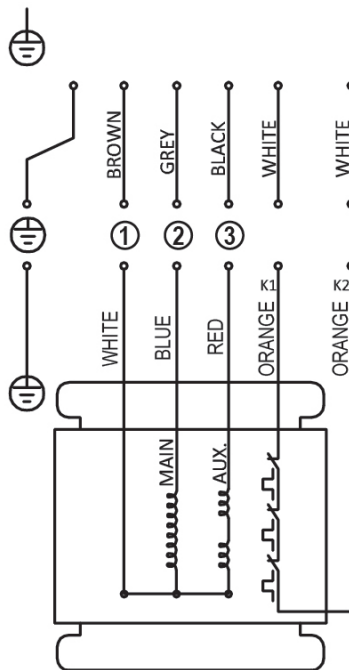 BROWN
GREY
BLACK
WHITE
WHITE
1
2
3
K1
K2
WHITE
BLUE
RED
ORANGE
ORANGE
MAIN
AUX.